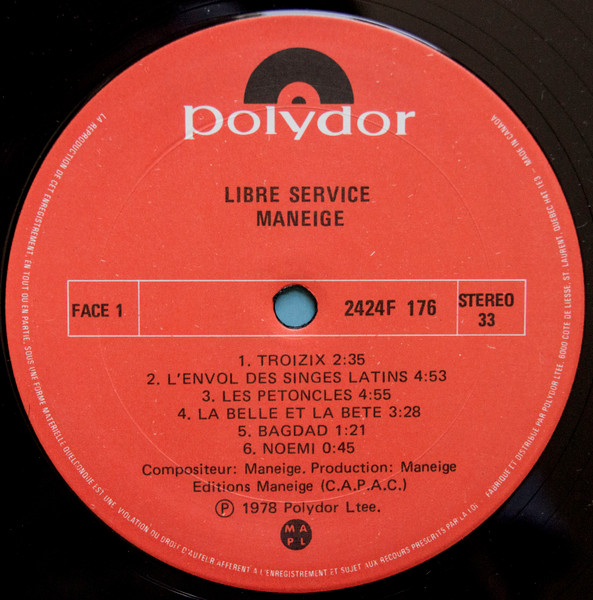 polydor
LIBRE SERVICE
MANEIGE
FACE 1
2424F 176
STEREO
33
1. TROIZIX 2:35
2. L'ENVOL DES SINGES LATINS 4:53
3. LES PETONCLES 4:55
4. LA BELLE ET LA BETE 3:28
5. BAGDAD 1:21
6. NOEMI 0:45
Compositeur: Maneige. Production: Maneige
Editions Maneige (C.A.P.A.C.)
Ⓟ 1978 Polydor Ltee.
M A
P L
LA REPRODUCTION DE CET ENREGISTREMENT, EN TOUT OU EN PARTIE, SOUS UNE FORME MATERIELLE QUELCONQUE EST UNE VIOLATION DU DROIT D'AUTEUR AFFERENT A L'ENREGISTREMENT ET SUJET AUX RECOURS PRESCRITS PAR LA LOI
FABRIQUE ET DISTRIBUE PAR POLYDOR LTEE. 6000 COTE DE LIESSE, ST. LAURENT, QUEBEC H4T 1E3 - MADE IN CANADA